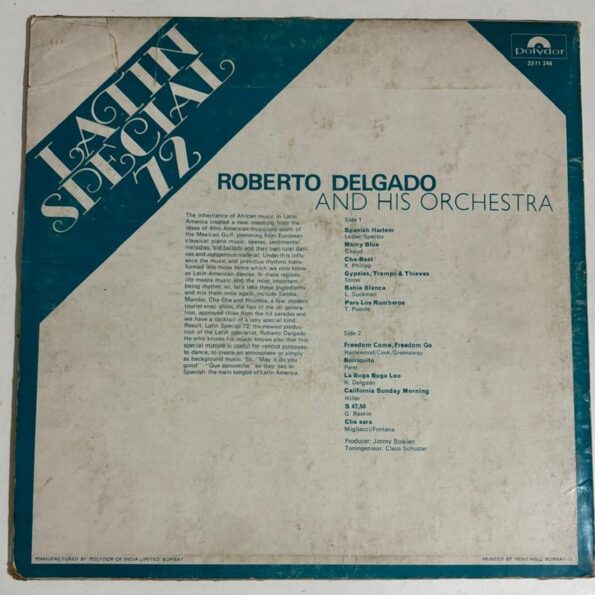 LATIN
SPECIAL
72
Polydor
2371 246
ROBERTO DELGADO
AND HIS ORCHESTRA
The inheritance of African music in Latin
America created a new meaning from the
ideas of Afro-American musicians south of
the Mexican Gulf, stemming from European
classical piano music, operas, sentimental
melodies, old ballads and their own rural dan-
ces and indigenous material. Under this influ-
ence the music and primitive rhythms trans-
formed into those forms which we now know
as Latin American dances. In these regions
life means music and the most important
being rhythm, so, let's take these ingredients
and mix them once again; include Samba,
Mambo, Cha Cha and Rhumba, a few modern
tourist snap-shots, the flair of the jet genera-
tion, approved titles from the hit parades and
we have a cocktail of a very special kind:
Result, Latin Special 72, the newest produc-
tion of the Latin specialist, Roberto Delgado.
He who knows his music knows also that this
special mixture is useful for various purposes:
to dance, to create an atmosphere or simply
as background music. So, "May it do you
good" - "Que aproveche" as they say in
Spanish the main tongue of Latin America.
Side 1
Spanish Harlem
Leiber/Spector
Mamy Blue
Giraud
Cha-Beat
K. Philipp
Gypsies, Tramps & Thieves
Stone
Bahia Blanca
L. Suckman
Para Los Rumberos
T. Puente
Side 2
Freedom Come, Freedom Go
Hazlewood/Cook/Greenaway
Boiriquito
Peret
La Buga Buga Loo
R. Delgado
California Sunday Morning
Hiller
$ 47,50
G. Raskin
Che sara
Migliacci/Fontana
Producer: Jimmy Bowien
Toningenieur: Claus Schuster
MANUFACTURED BY POLYDOR OF INDIA LIMITED, BOMBAY
PRINTED BY PRINTWELL BOMBAY-11